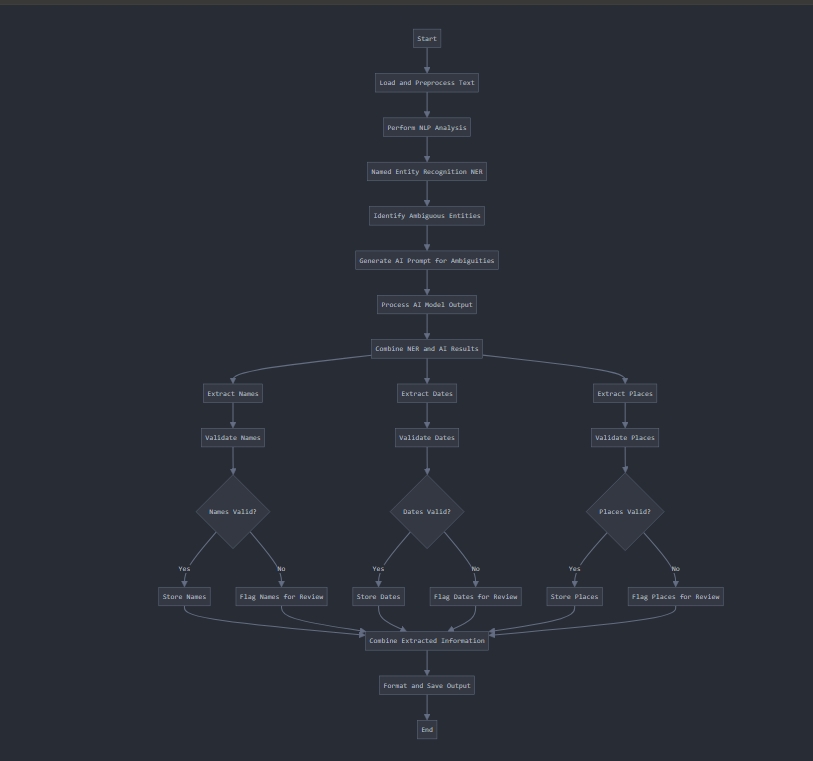 Start
Load and Preprocess Text
Perform NLP Analysis
Named Entity Recognition NER
Identify Ambiguous Entities
Generate AI Prompt for Ambiguities
Process AI Model Output
Combine NER and AI Results
Extract Names
Extract Dates
Extract Places
Validate Names
Validate Dates
Validate Places
Names Valid?
Dates Valid?
Places Valid?
Yes
No
Yes
No
Yes
No
Store Names
Flag Names for Review
Store Dates
Flag Dates for Review
Store Places
Flag Places for Review
Combine Extracted Information
Format and Save Output
End